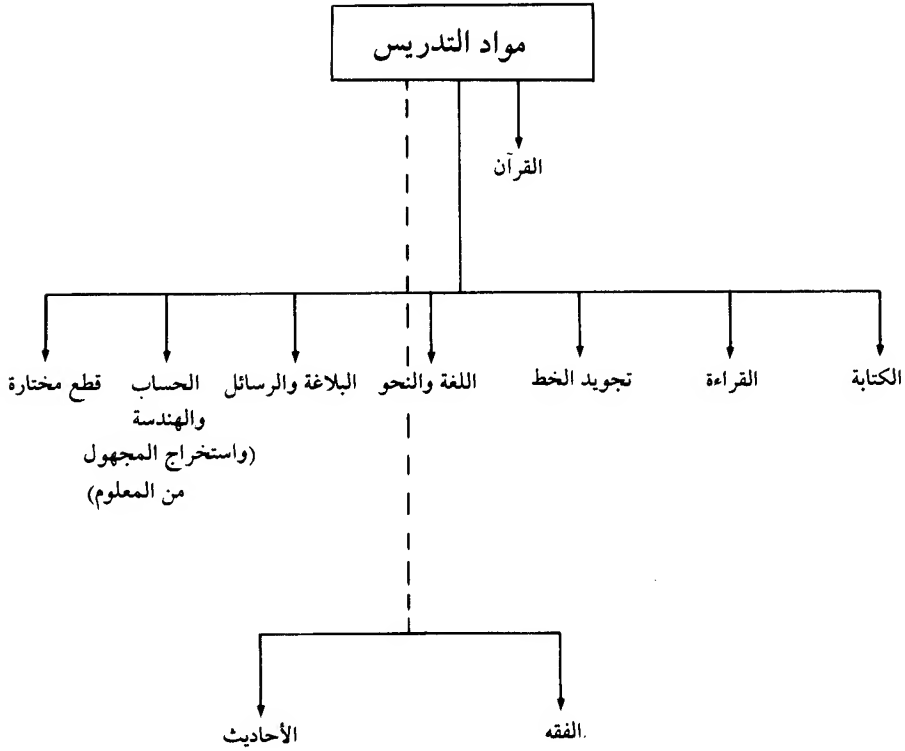 مواد التدريس
القرآن
الكتابة
القراءة
تجويد الخط
اللغة والنحو
البلاغة والرسائل
الحساب
والهندسة
(واستخراج المجهول
من المعلوم)
قطع مختارة
الفقه.
الأحاديث